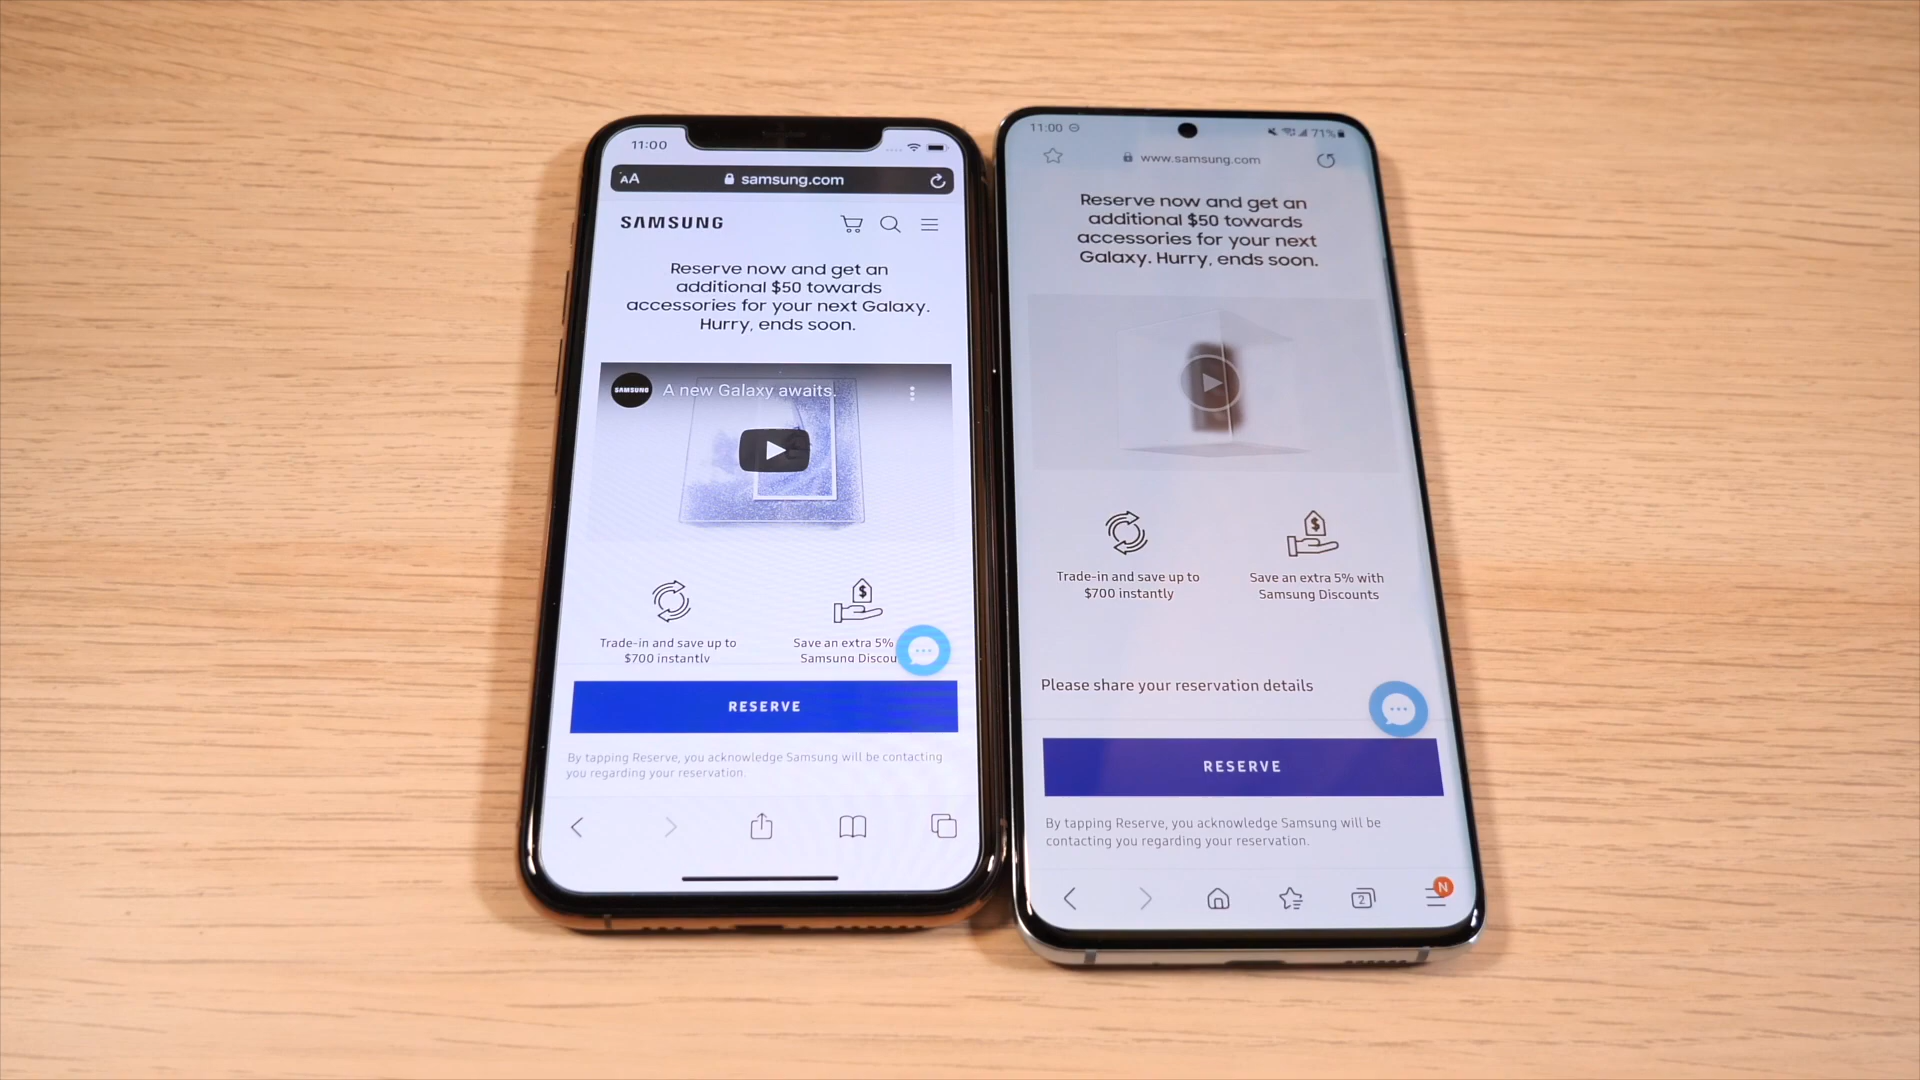 11:00
AA
samsung.com
SAMSUNG
Reserve now and get an
additional $50 towards
accessories for your next Galaxy.
Hurry, ends soon.
SAMSUNG
A new Galaxy awaits.
$
Trade-in and save up to
$700 instantly
Save an extra 5%
Samsung Discou
RESERVE
By tapping Reserve, you acknowledge Samsung will be contacting
you regarding your reservation.
11:00
71%
www.samsung.com
Reserve now and get an
additional $50 towards
accessories for your next
Galaxy. Hurry, ends soon.
$
Trade-in and save up to
$700 instantly
Save an extra 5% with
Samsung Discounts
Please share your reservation details
RESERVE
By tapping Reserve, you acknowledge Samsung will be
contacting you regarding your reservation.
2
N